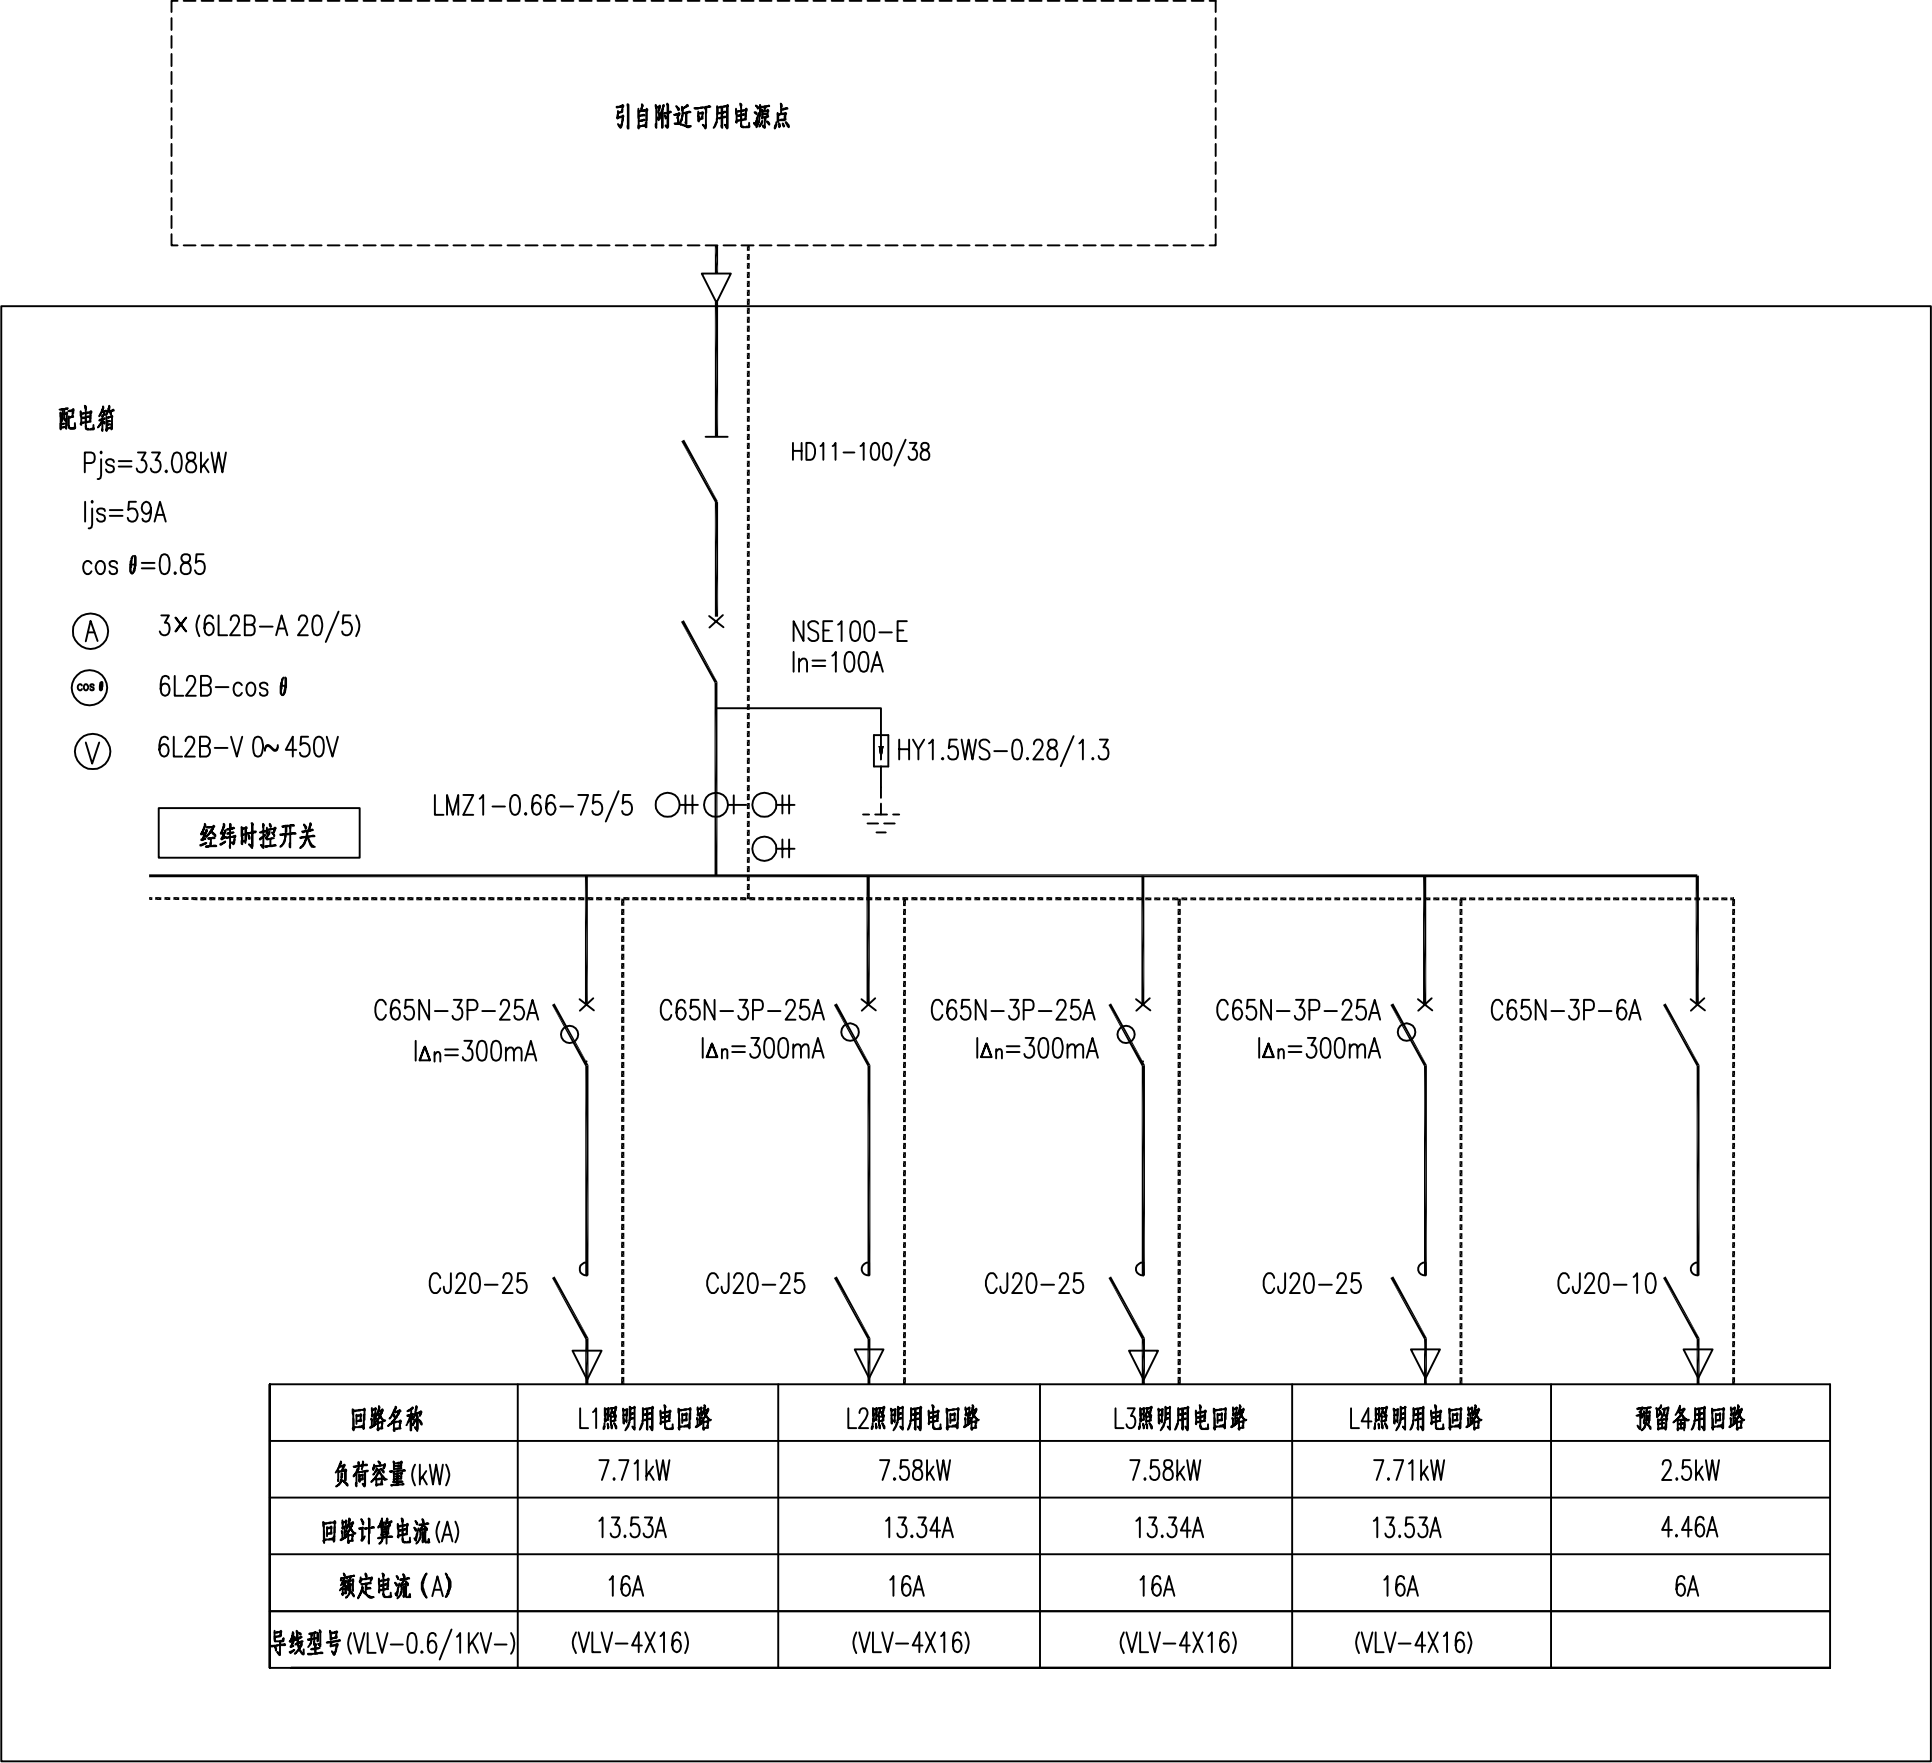 引自附近可用电源点
配电箱
Pjs=33.08kW
Ijs=59A
cos θ=0.85
A 3×(6L2B-A 20/5)
cos θ 6L2B-cos θ
V 6L2B-V 0~450V
经纬时控开关
HD11-100/38
NSE100-E
In=100A
HY1.5WS-0.28/1.3
LMZ1-0.66-75/5
C65N-3P-25A C65N-3P-25A C65N-3P-25A C65N-3P-25A C65N-3P-6A
IΔn=300mA IΔn=300mA IΔn=300mA IΔn=300mA
CJ20-25 CJ20-25 CJ20-25 CJ20-25 CJ20-10
回路名称 L1照明用电回路 L2照明用电回路 L3照明用电回路 L4照明用电回路 预留备用回路
负荷容量(kW) 7.71kW 7.58kW 7.58kW 7.71kW 2.5kW
回路计算电流(A) 13.53A 13.34A 13.34A 13.53A 4.46A
额定电流(A) 16A 16A 16A 16A 6A
导线型号(VLV-0.6/1KV-) (VLV-4X16) (VLV-4X16) (VLV-4X16) (VLV-4X16)